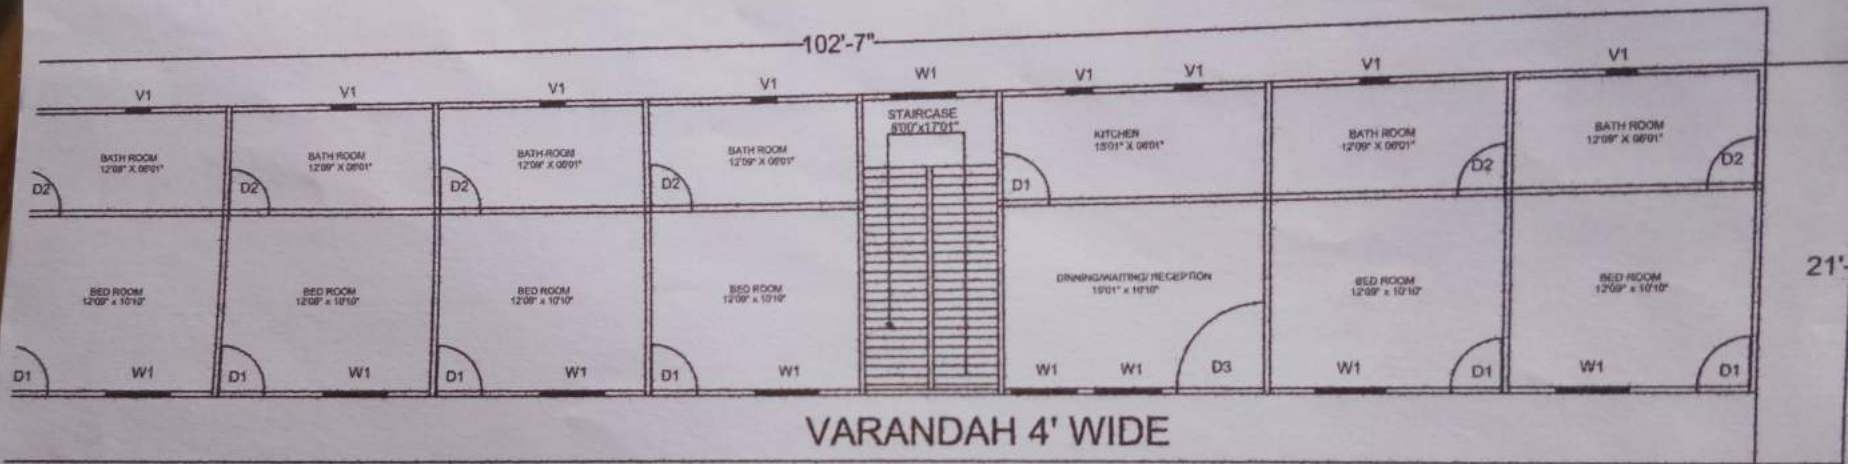 102'-7"
V1 V1 V1 V1 W1 V1 V1 V1 V1
STAIRCASE
8'00"x17'01"
BATH ROOM
12'09" X 06'01"
BATH ROOM
12'09" X 06'01"
BATH ROOM
12'09" X 06'01"
BATH ROOM
12'09" X 06'01"
KITCHEN
15'01" X 06'01"
BATH ROOM
12'09" X 06'01"
BATH ROOM
12'09" X 06'01"
D2 D2 D2 D2 D1 D2 D2
BED ROOM
12'09" x 10'10"
BED ROOM
12'09" x 10'10"
BED ROOM
12'09" x 10'10"
BED ROOM
12'09" x 10'10"
DINNING/WAITING/ RECEPTION
15'01" x 10'10"
BED ROOM
12'09" x 10'10"
BED ROOM
12'09" x 10'10"
21'-
D1 W1 D1 W1 D1 W1 D1 W1 W1 W1 D3 W1 D1 W1 D1
VARANDAH 4' WIDE